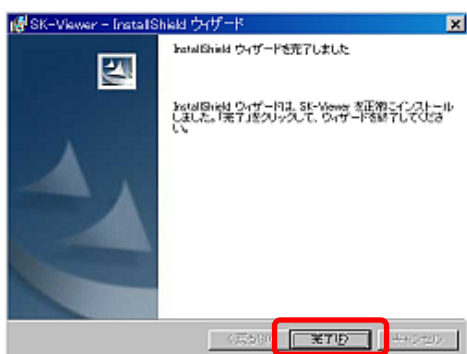 SK-Viewer - InstallShield ウィザード
InstallShield ウィザードを完了しました
InstallShield ウィザードは、SK-Viewer を正常にインストール
しました。「完了」をクリックして、ウィザードを終了してくださ
い。
< 戻る(B)
完了(F)
キャンセル